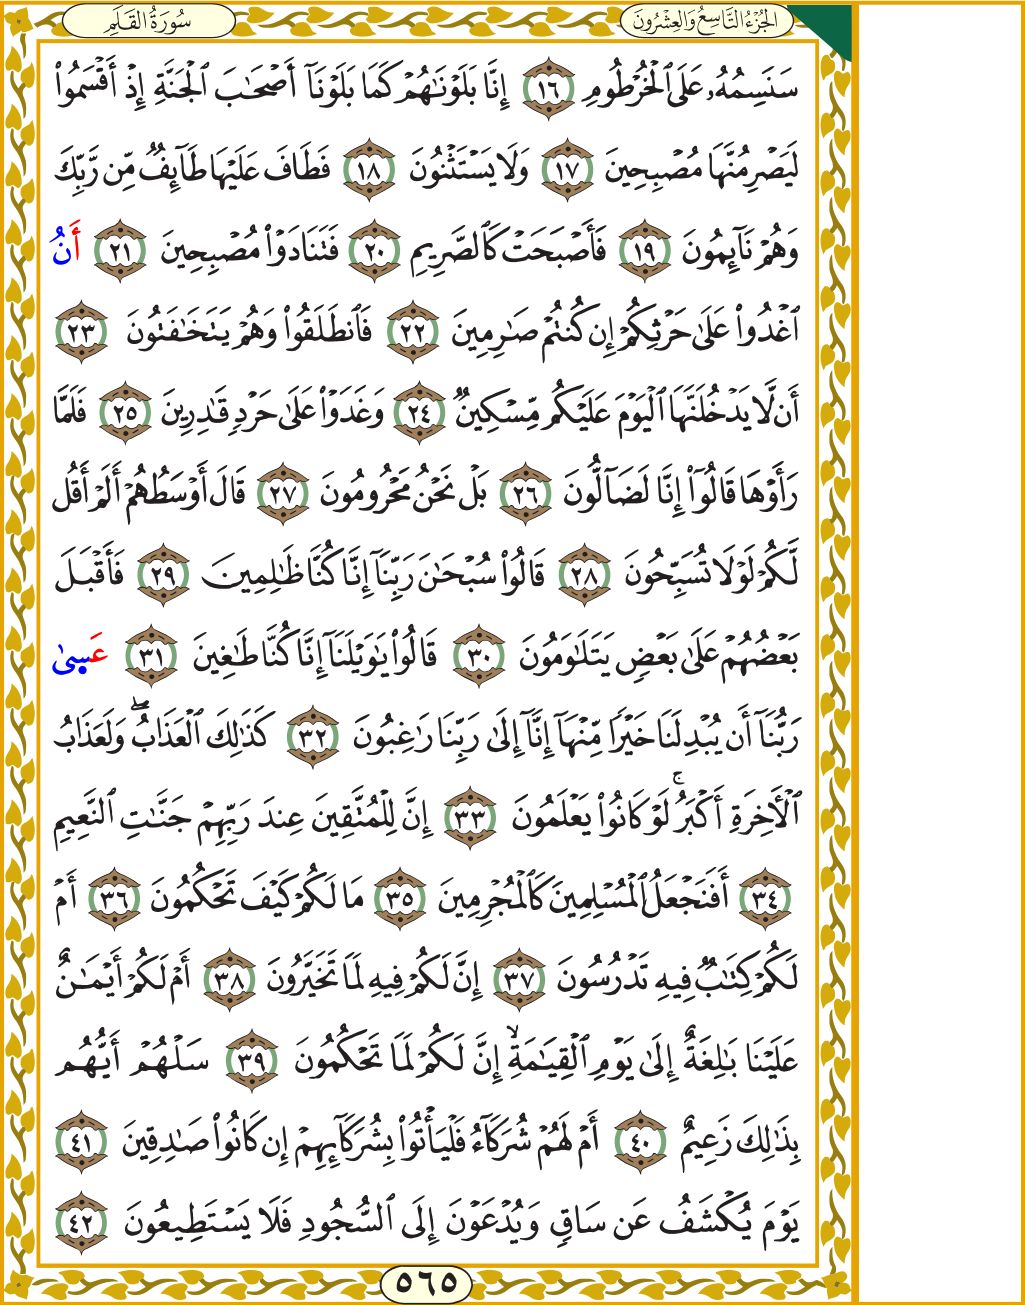 سُورَةُ القَلَمِ
الجُزْءُ التَّاسِعُ وَالعِشْرُونَ
سَنَسِمُهُۥ عَلَى ٱلۡخُرۡطُومِ ١٦ إِنَّا بَلَوۡنَٰهُمۡ كَمَا بَلَوۡنَآ أَصۡحَٰبَ ٱلۡجَنَّةِ إِذۡ أَقۡسَمُواْ
لَيَصۡرِمُنَّهَا مُصۡبِحِينَ ١٧ وَلَا يَسۡتَثۡنُونَ ١٨ فَطَافَ عَلَيۡهَا طَآئِفٞ مِّن رَّبِّكَ
وَهُمۡ نَآئِمُونَ ١٩ فَأَصۡبَحَتۡ كَٱلصَّرِيمِ ٢٠ فَتَنَادَوۡاْ مُصۡبِحِينَ ٢١ أَنُ
ٱغۡدُواْ عَلَىٰ حَرۡثِكُمۡ إِن كُنتُمۡ صَٰرِمِينَ ٢٢ فَٱنطَلَقُواْ وَهُمۡ يَتَخَٰفَتُونَ ٢٣
أَن لَّا يَدۡخُلَنَّهَا ٱلۡيَوۡمَ عَلَيۡكُم مِّسۡكِينٞ ٢٤ وَغَدَوۡاْ عَلَىٰ حَرۡدٖ قَٰدِرِينَ ٢٥ فَلَمَّا
رَأَوۡهَا قَالُوٓاْ إِنَّا لَضَآلُّونَ ٢٦ بَلۡ نَحۡنُ مَحۡرُومُونَ ٢٧ قَالَ أَوۡسَطُهُمۡ أَلَمۡ أَقُل
لَّكُمۡ لَوۡلَا تُسَبِّحُونَ ٢٨ قَالُواْ سُبۡحَٰنَ رَبِّنَآ إِنَّا كُنَّا ظَٰلِمِينَ ٢٩ فَأَقۡبَلَ
بَعۡضُهُمۡ عَلَىٰ بَعۡضٖ يَتَلَٰوَمُونَ ٣٠ قَالُواْ يَٰوَيۡلَنَآ إِنَّا كُنَّا طَٰغِينَ ٣١ عَسَىٰ
رَبُّنَآ أَن يُبۡدِلَنَا خَيۡرٗا مِّنۡهَآ إِنَّآ إِلَىٰ رَبِّنَا رَٰغِبُونَ ٣٢ كَذَٰلِكَ ٱلۡعَذَابُۖ وَلَعَذَابُ
ٱلۡأٓخِرَةِ أَكۡبَرُۚ لَوۡ كَانُواْ يَعۡلَمُونَ ٣٣ إِنَّ لِلۡمُتَّقِينَ عِندَ رَبِّهِمۡ جَنَّٰتِ ٱلنَّعِيمِ
٣٤ أَفَنَجۡعَلُ ٱلۡمُسۡلِمِينَ كَٱلۡمُجۡرِمِينَ ٣٥ مَا لَكُمۡ كَيۡفَ تَحۡكُمُونَ ٣٦ أَمۡ
لَكُمۡ كِتَٰبٞ فِيهِ تَدۡرُسُونَ ٣٧ إِنَّ لَكُمۡ فِيهِ لَمَا تَخَيَّرُونَ ٣٨ أَمۡ لَكُمۡ أَيۡمَٰنٌ
عَلَيۡنَا بَٰلِغَةٌ إِلَىٰ يَوۡمِ ٱلۡقِيَٰمَةِۙ إِنَّ لَكُمۡ لَمَا تَحۡكُمُونَ ٣٩ سَلۡهُمۡ أَيُّهُم
بِذَٰلِكَ زَعِيمٌ ٤٠ أَمۡ لَهُمۡ شُرَكَآءُ فَلۡيَأۡتُواْ بِشُرَكَآئِهِمۡ إِن كَانُواْ صَٰدِقِينَ ٤١
يَوۡمَ يُكۡشَفُ عَن سَاقٖ وَيُدۡعَوۡنَ إِلَى ٱلسُّجُودِ فَلَا يَسۡتَطِيعُونَ ٤٢
٥٦٥